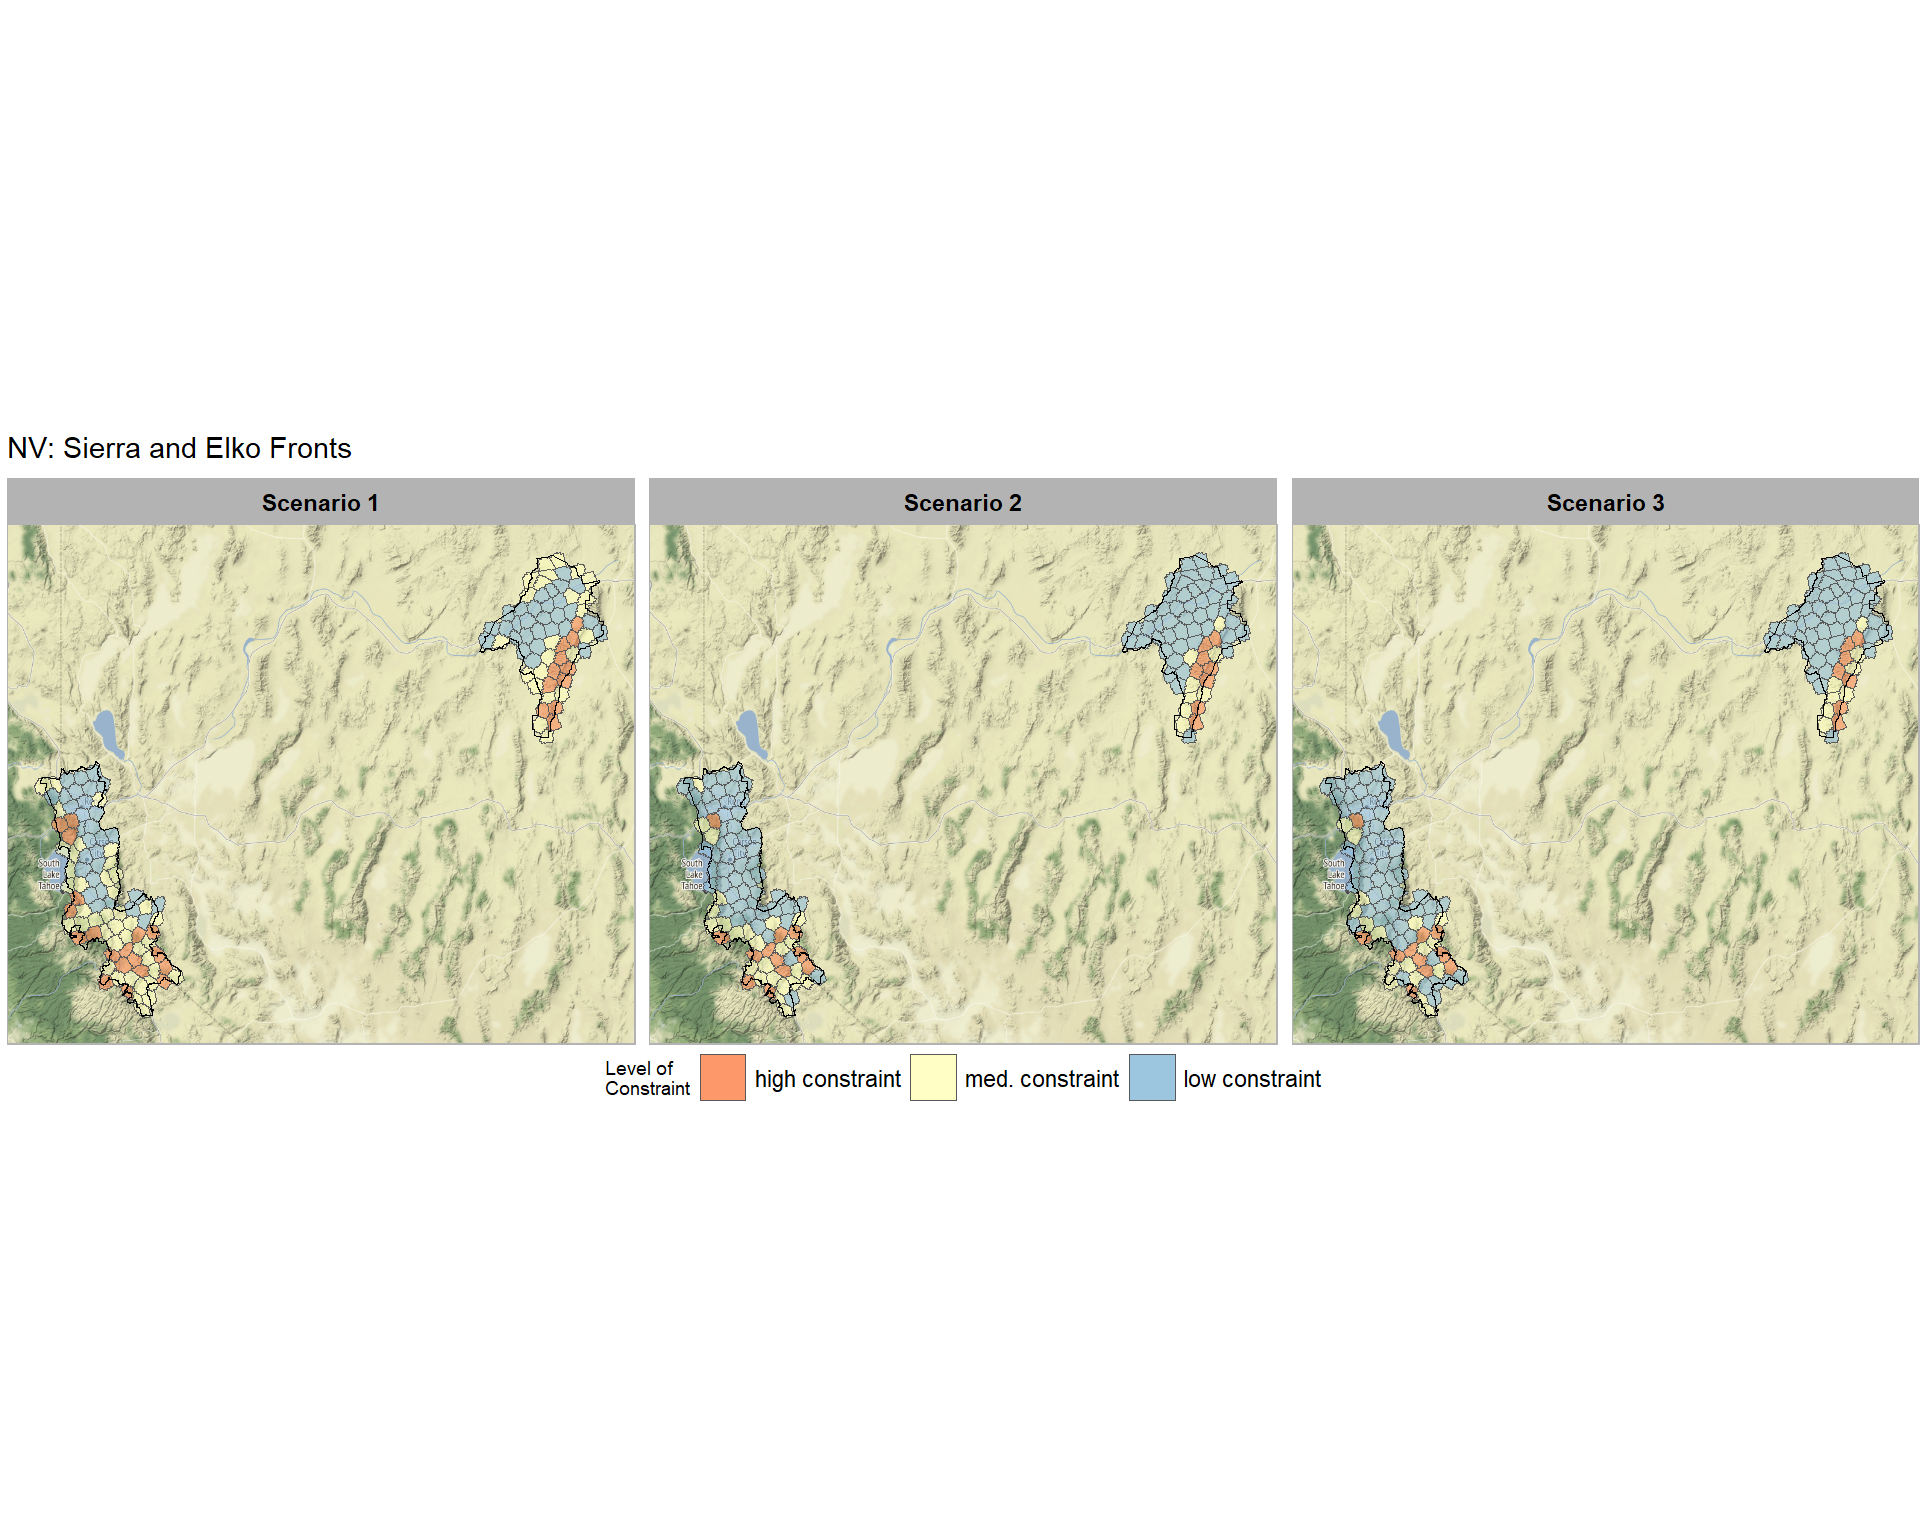 NV: Sierra and Elko Fronts
Scenario 1
Scenario 2
Scenario 3
South
Lake
Tahoe
South
Lake
Tahoe
South
Lake
Tahoe
Level of
Constraint
high constraint
med. constraint
low constraint